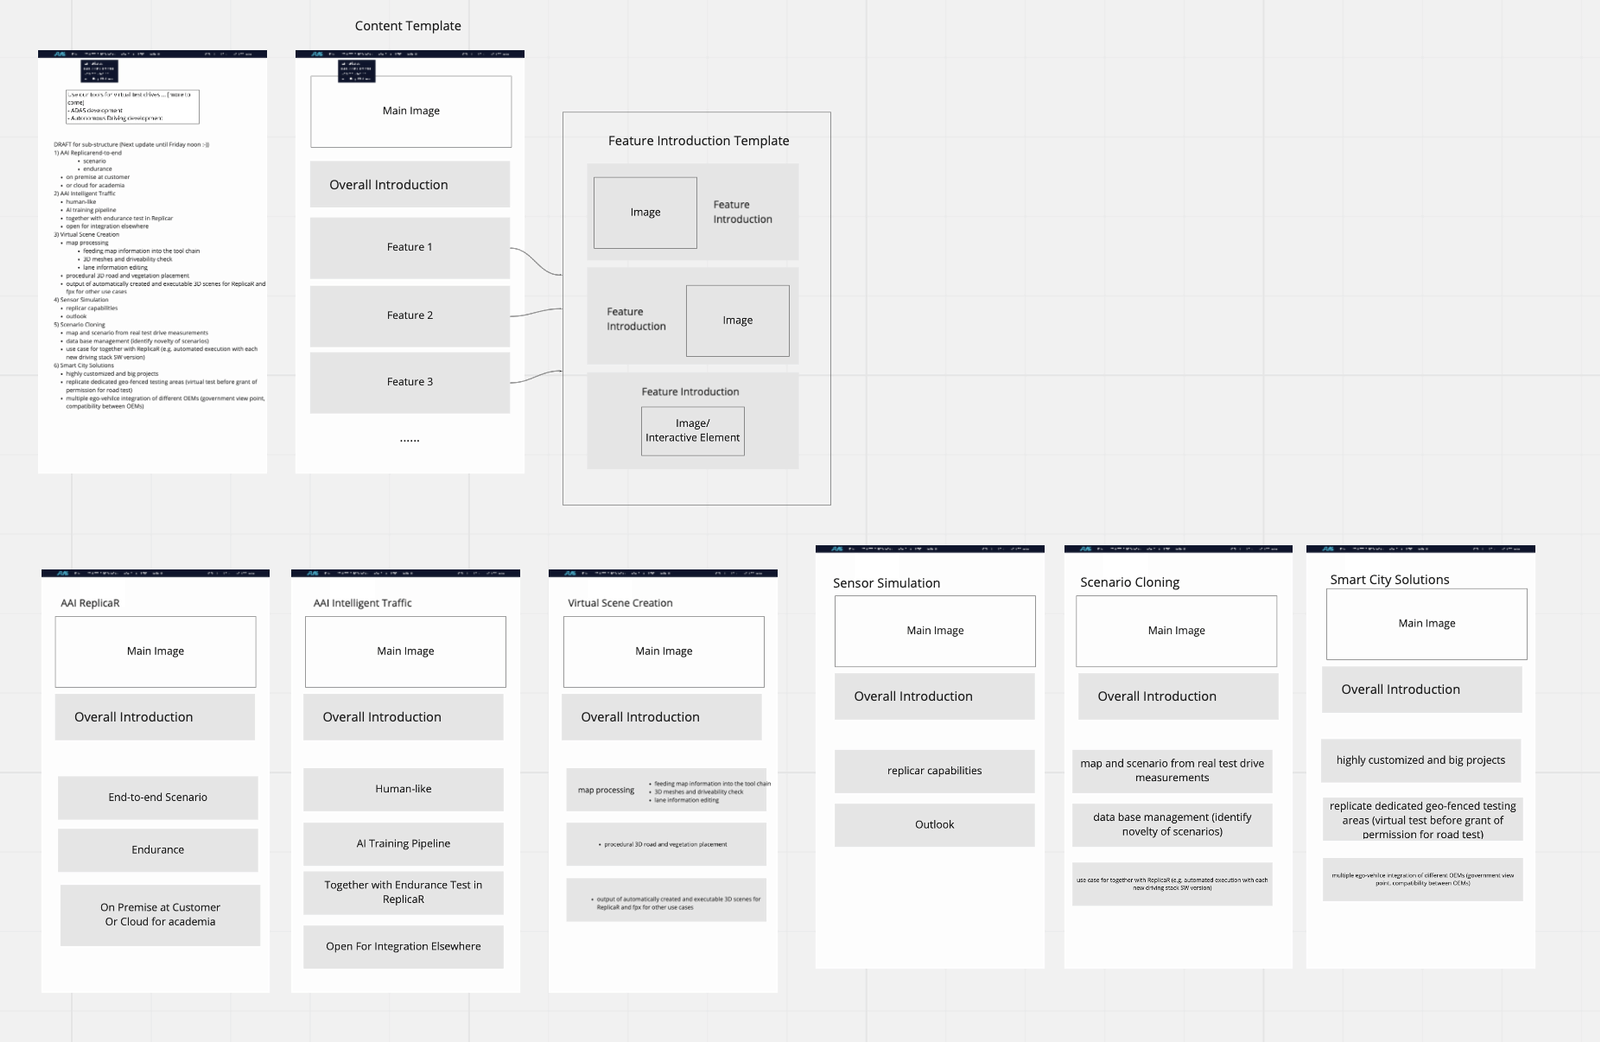 Content Template
Use our tools for virtual test drives ... [more to
come]
- ADAS development
- Autonomous Driving development
DRAFT for sub-structure (Next update until Friday noon :-))
1) AAI Replicarend-to-end
• scenario
• endurance
• on premise at customer
• or cloud for academia
2) AAI Intelligent Traffic
• human-like
• AI training pipeline
• together with endurance test in Replicar
• open for integration elsewhere
3) Virtual Scene Creation
• map processing
• feeding map information into the tool chain
• 3D meshes and driveability check
• lane information editing
• procedural 3D road and vegetation placement
• output of automatically created and executable 3D scenes for ReplicaR and
fpx for other use cases
4) Sensor Simulation
• replicar capabilities
• outlook
5) Scenario Cloning
• map and scenario from real test drive measurements
• data base management (identify novelty of scenarios)
• use case for together with ReplicaR (e.g. automated execution with each
new driving stack SW version)
6) Smart City Solutions
• highly customized and big projects
• replicate dedicated geo-fenced testing areas (virtual test before grant of
permission for road test)
• multiple ego-vehilce integration of different OEMs (government view point,
compatibility between OEMs)
Main Image
Overall Introduction
Feature 1
Feature 2
Feature 3
......
Feature Introduction Template
Image
Feature
Introduction
Feature
Introduction
Image
Feature Introduction
Image/
Interactive Element
AAI ReplicaR
Main Image
Overall Introduction
End-to-end Scenario
Endurance
On Premise at Customer
Or Cloud for academia
AAI Intelligent Traffic
Main Image
Overall Introduction
Human-like
AI Training Pipeline
Together with Endurance Test in
ReplicaR
Open For Integration Elsewhere
Virtual Scene Creation
Main Image
Overall Introduction
map processing
• feeding map information into the tool chain
• 3D meshes and driveability check
• lane information editing
• procedural 3D road and vegetation placement
• output of automatically created and executable 3D scenes for
ReplicaR and fpx for other use cases
Sensor Simulation
Main Image
Overall Introduction
replicar capabilities
Outlook
Scenario Cloning
Main Image
Overall Introduction
map and scenario from real test drive
measurements
data base management (identify
novelty of scenarios)
use case for together with ReplicaR (e.g. automated execution with each
new driving stack SW version)
Smart City Solutions
Main Image
Overall Introduction
highly customized and big projects
replicate dedicated geo-fenced testing
areas (virtual test before grant of
permission for road test)
multiple ego-vehilce integration of different OEMs (government view
point, compatibility between OEMs)